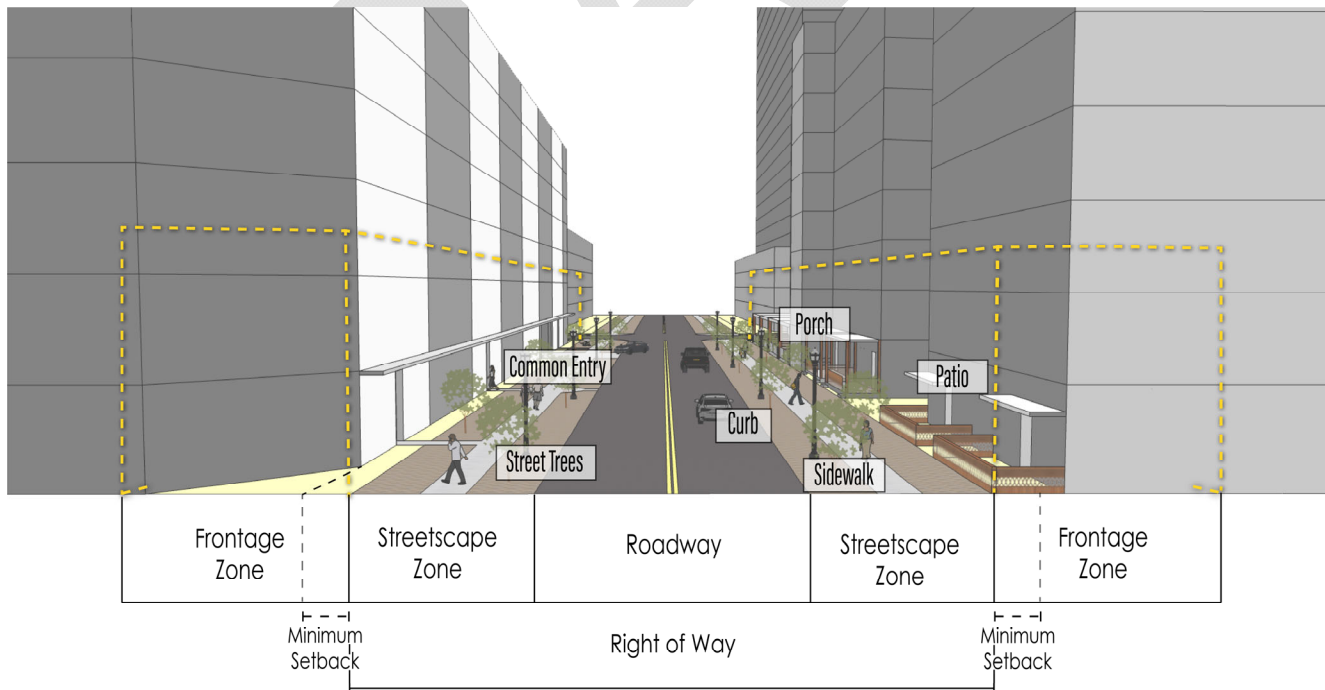 Porch
Common Entry
Patio
Curb
Street Trees
Sidewalk
Frontage
Zone
Streetscape
Zone
Roadway
Streetscape
Zone
Frontage
Zone
Minimum
Setback
Right of Way
Minimum
Setback